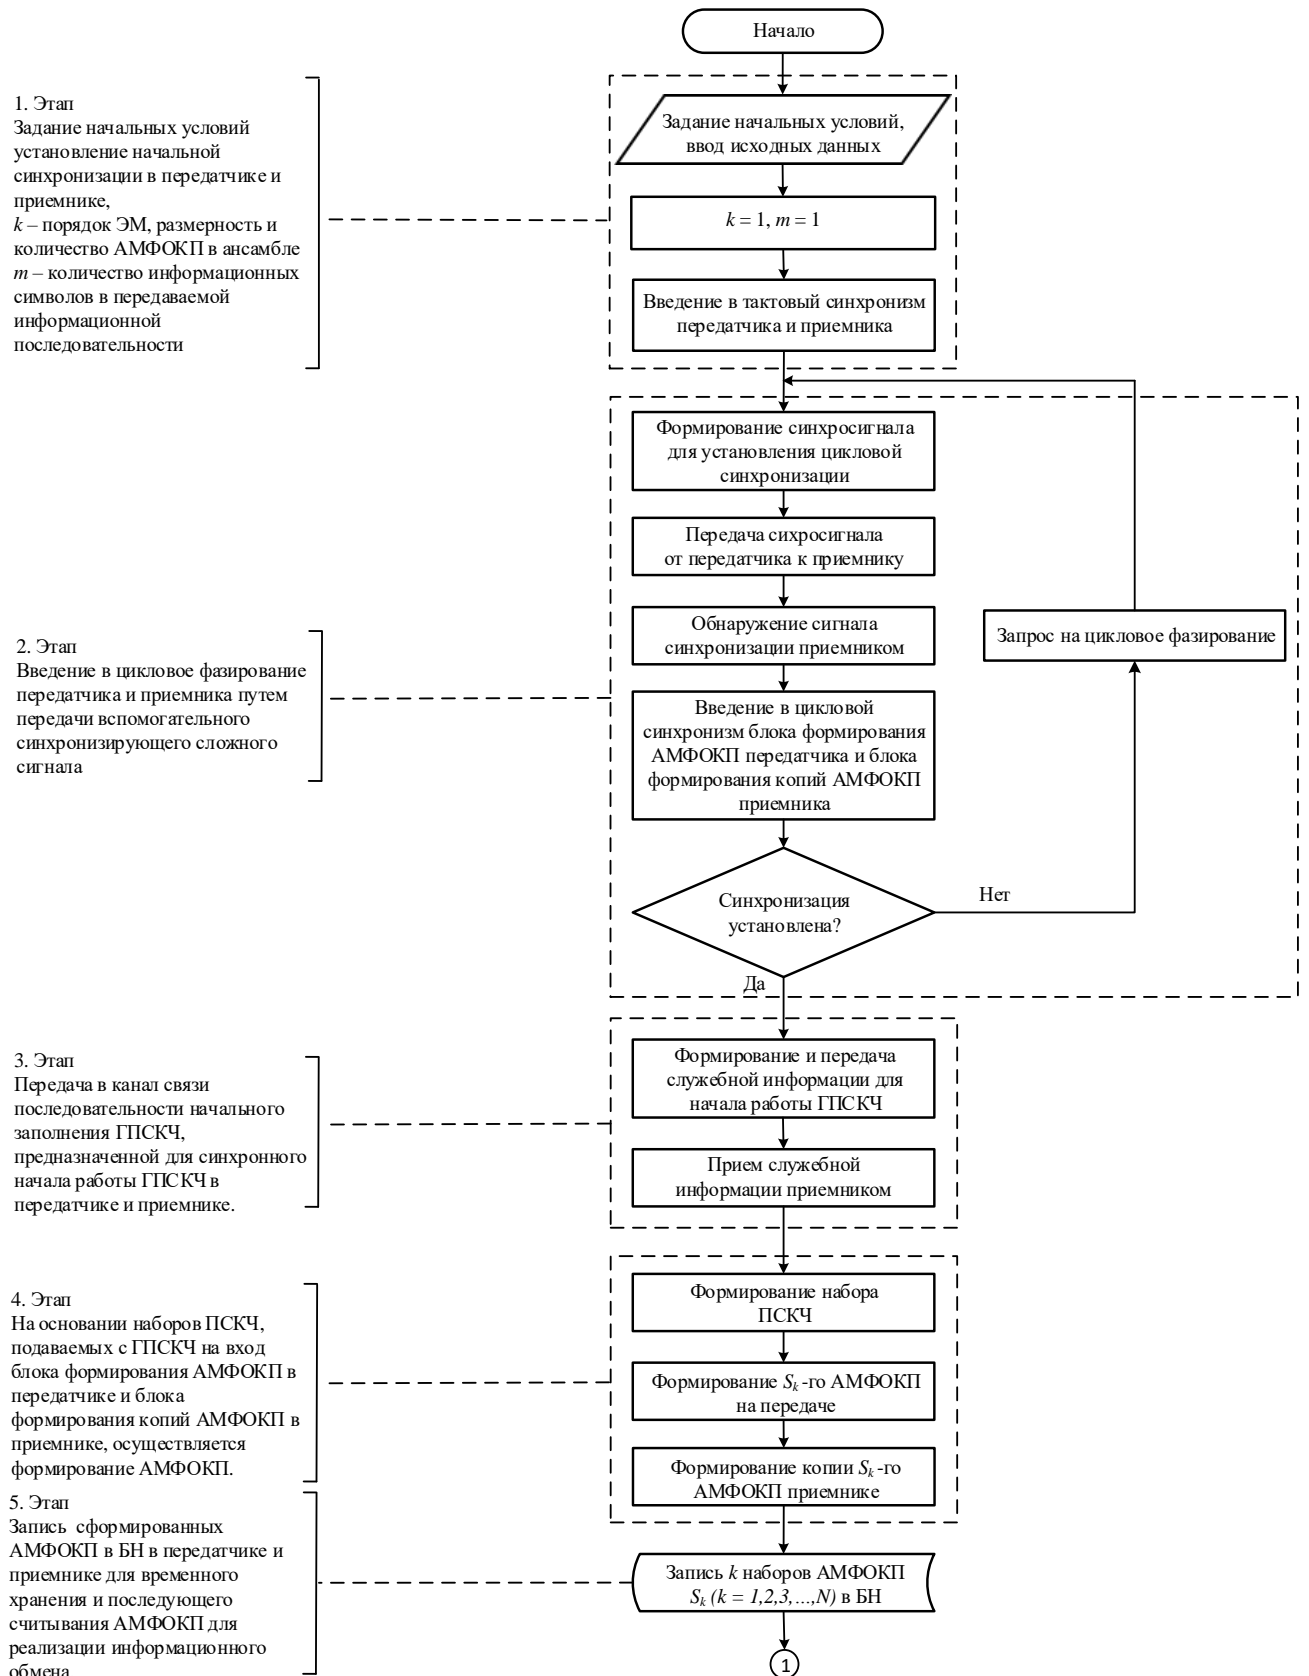 Начало
1. Этап
Задание начальных условий
установление начальной
синхронизации в передатчике и
приемнике,
k – порядок ЭМ, размерность и
количество АМФОКП в ансамбле
m – количество информационных
символов в передаваемой
информационной
последовательности
Задание начальных условий,
ввод исходных данных
k = 1, m = 1
Введение в тактовый синхронизм
передатчика и приемника
Формирование синхросигнала
для установления цикловой
синхронизации
Передача сихросигнала
от передатчика к приемнику
Обнаружение сигнала
синхронизации приемником
Запрос на цикловое фазирование
2. Этап
Введение в цикловое фазирование
передатчика и приемника путем
передачи вспомогательного
синхронизирующего сложного
сигнала
Введение в цикловой
синхронизм блока формирования
АМФОКП передатчика и блока
формирования копий АМФОКП
приемника
Синхронизация
установлена?
Нет
Да
3. Этап
Передача в канал связи
последовательности начального
заполнения ГПСКЧ,
предназначенной для синхронного
начала работы ГПСКЧ в
передатчике и приемнике.
Формирование и передача
служебной информации для
начала работы ГПСКЧ
Прием служебной
информации приемником
4. Этап
На основании наборов ПСКЧ,
подаваемых с ГПСКЧ на вход
блока формирования АМФОКП в
передатчике и блока
формирования копий АМФОКП в
приемнике, осуществляется
формирование АМФОКП.
Формирование набора
ПСКЧ
Формирование Sk-го АМФОКП
на передаче
Формирование копии Sk-го
АМФОКП приемнике
5. Этап
Запись сформированных
АМФОКП в БН в передатчике и
приемнике для временного
хранения и последующего
считывания АМФОКП для
реализации информационного
обмена
Запись k наборов АМФОКП
Sk (k = 1,2,3,…,N) в БН
1